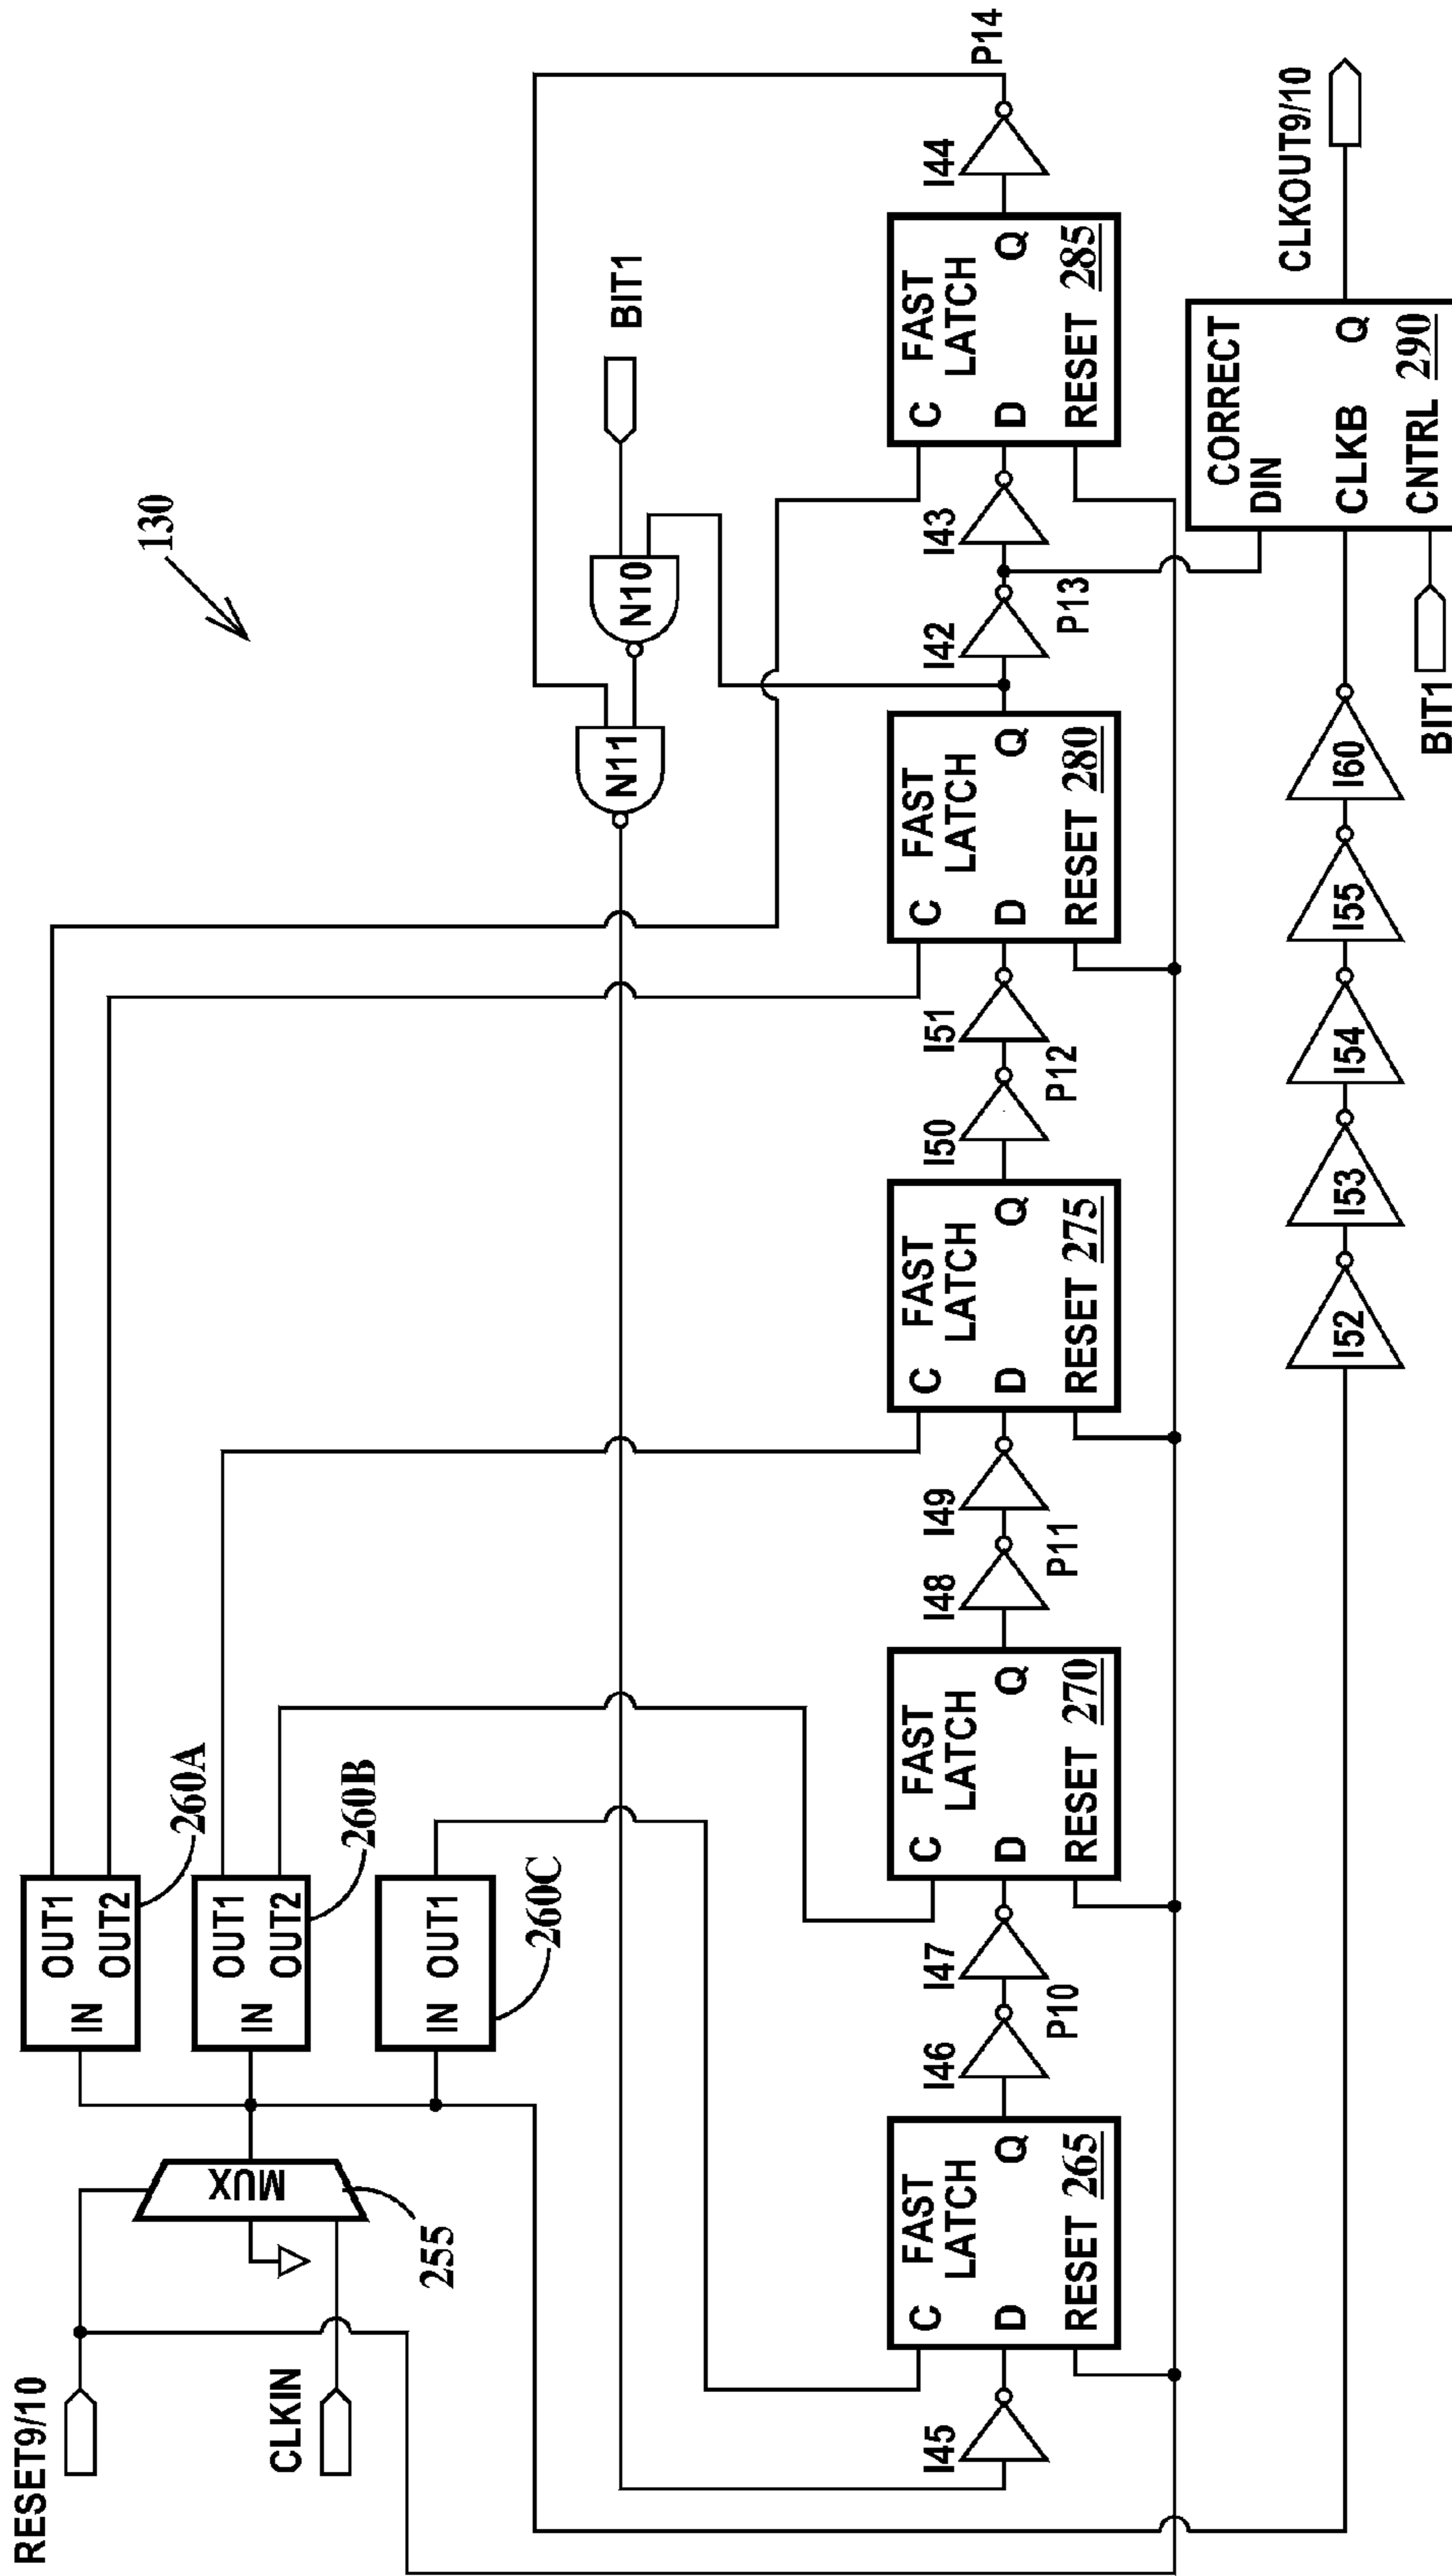 130
RESET9/10
CLKIN
MUX
255
IN
OUT1
OUT2
260A
IN
OUT1
OUT2
260B
IN OUT1
260C
N11
N10
BIT1
P14
I45
C
FAST
LATCH
D
Q
RESET 265
I46
P10
I47
C
FAST
LATCH
D
Q
RESET 270
I48
P11
I49
C
FAST
LATCH
D
Q
RESET 275
I50
P12
I51
C
FAST
LATCH
D
Q
RESET 280
I42
P13
I43
C
FAST
LATCH
D
Q
RESET 285
I44
I52
I53
I54
I55
I60
BIT1
CORRECT
DIN
CLKB
Q
CNTRL 290
CLKOUT9/10